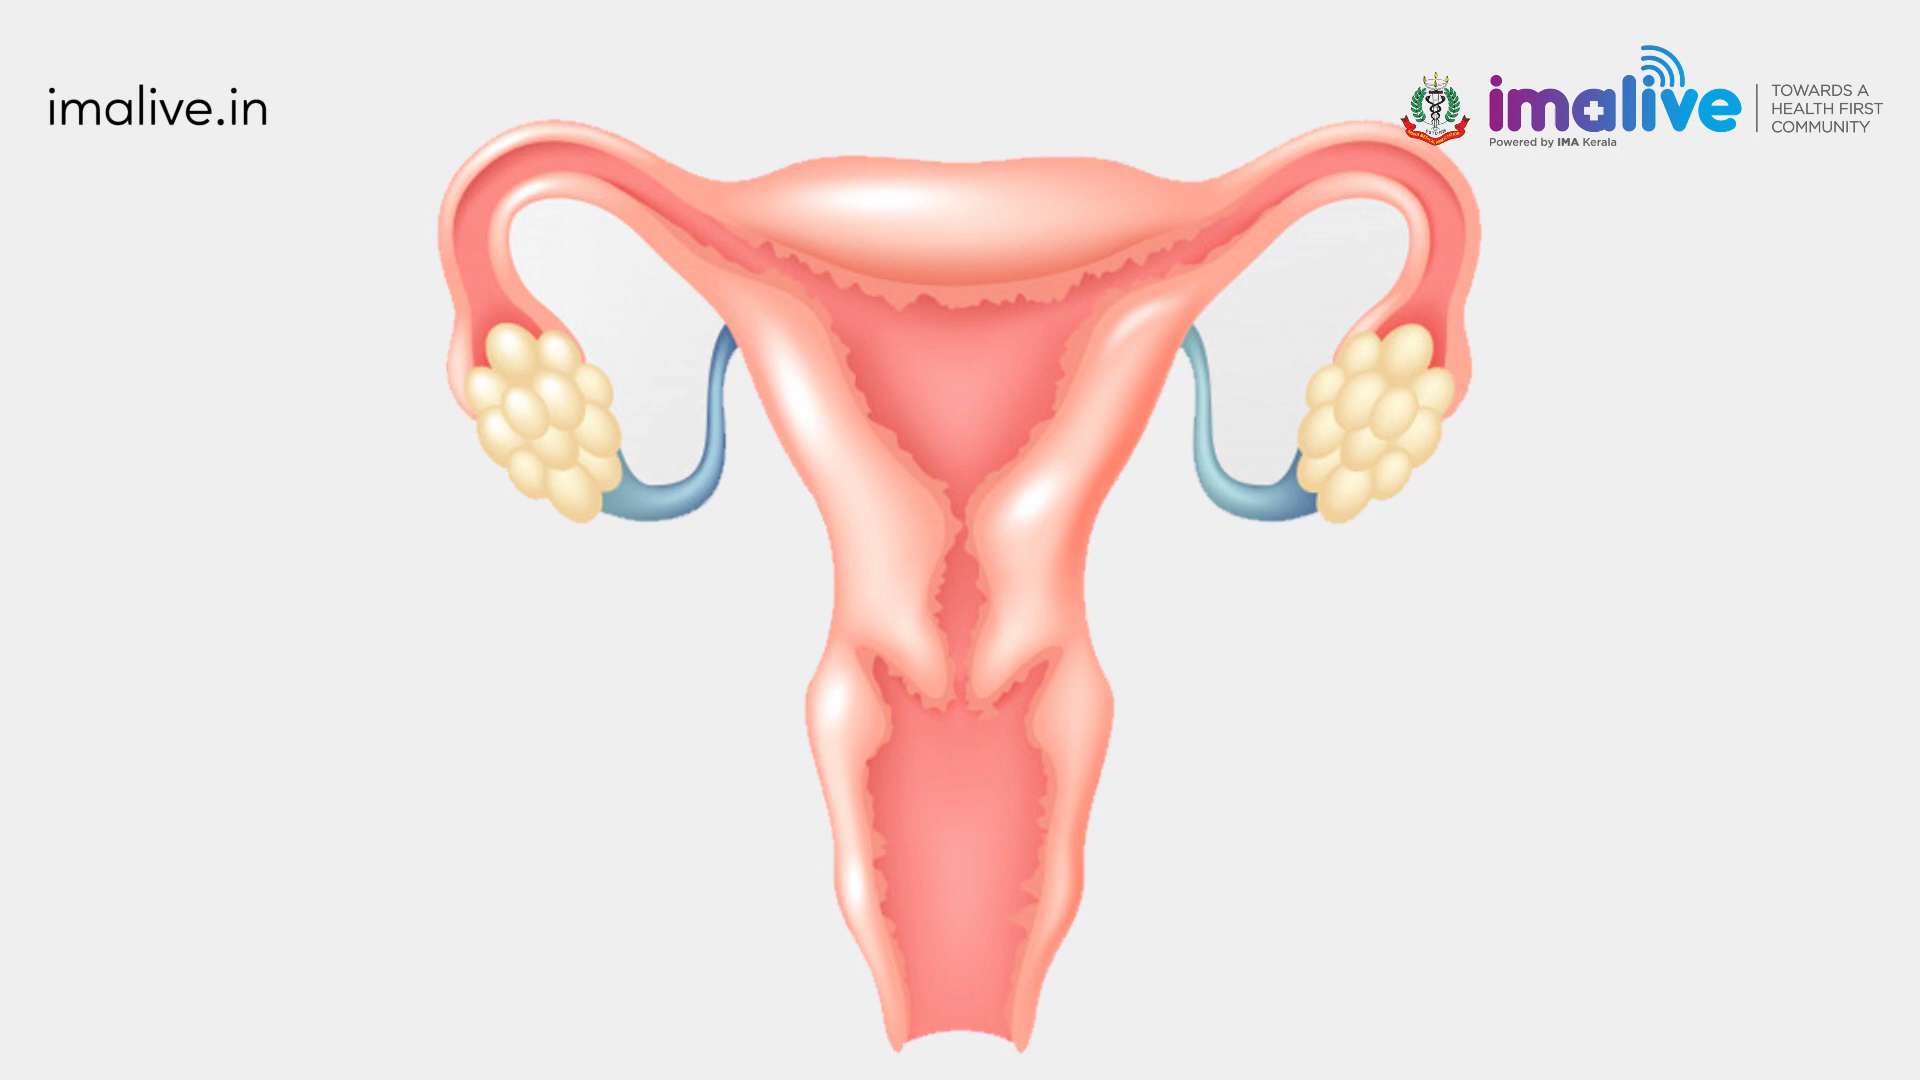 imalive.in
imalive
Powered by IMA Kerala
TOWARDS A
HEALTH FIRST
COMMUNITY